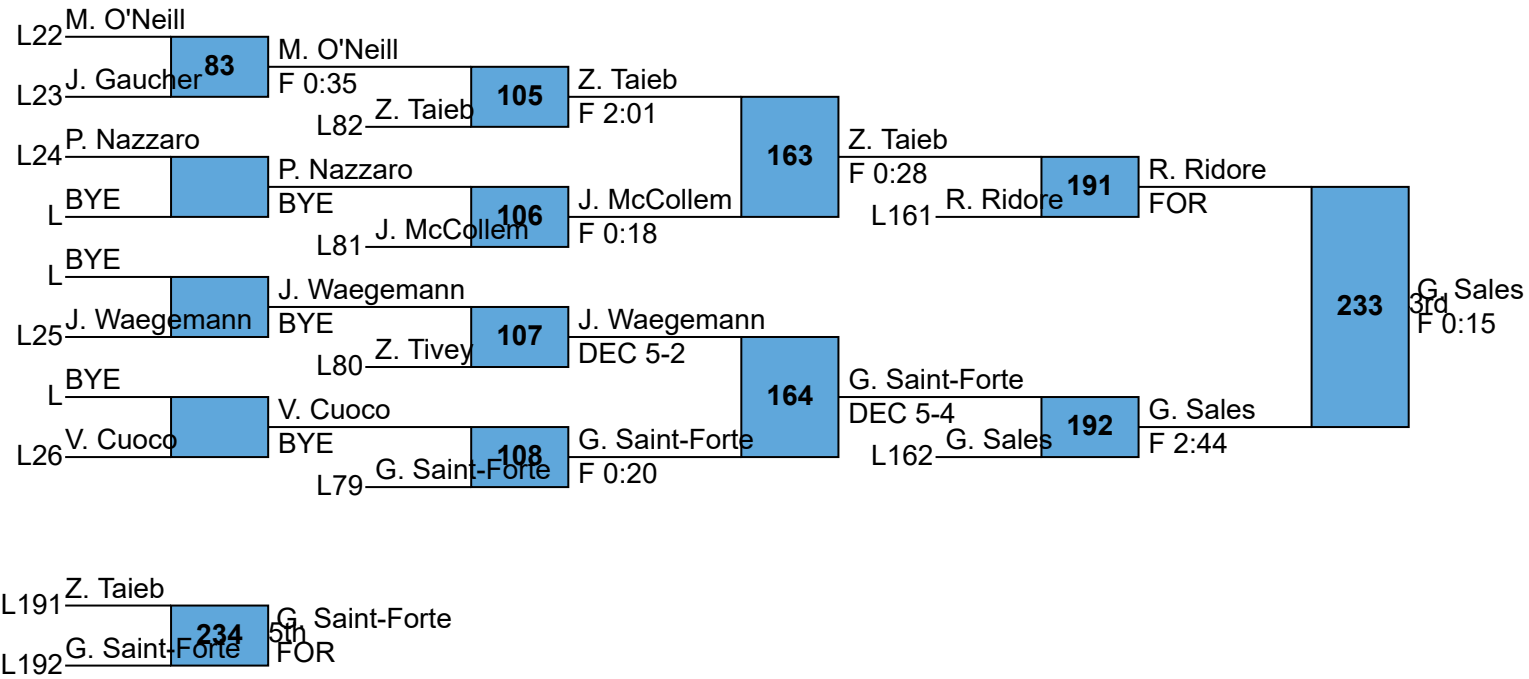 M. O'Neill
L22
83
M. O'Neill
J. Gaucher
F 0:35
L23
105
Z. Taieb
Z. Taieb
F 2:01
L82
P. Nazzaro
L24
163
Z. Taieb
P. Nazzaro
F 0:28
191
R. Ridore
BYE
BYE
L
106
J. McCollem
R. Ridore
FOR
L161
J. McCollem
F 0:18
L81
BYE
L
J. Waegemann
J. Waegemann
BYE
L25
107
J. Waegemann
Z. Tivey
DEC 5-2
L80
233
3rd
G. Sales
F 0:15
BYE
L
164
G. Saint-Forte
V. Cuoco
DEC 5-4
192
G. Sales
V. Cuoco
BYE
L26
108
G. Saint-Forte
G. Sales
F 2:44
L162
G. Saint-Forte
F 0:20
L79
Z. Taieb
L191
234
5th
G. Saint-Forte
G. Saint-Forte
FOR
L192